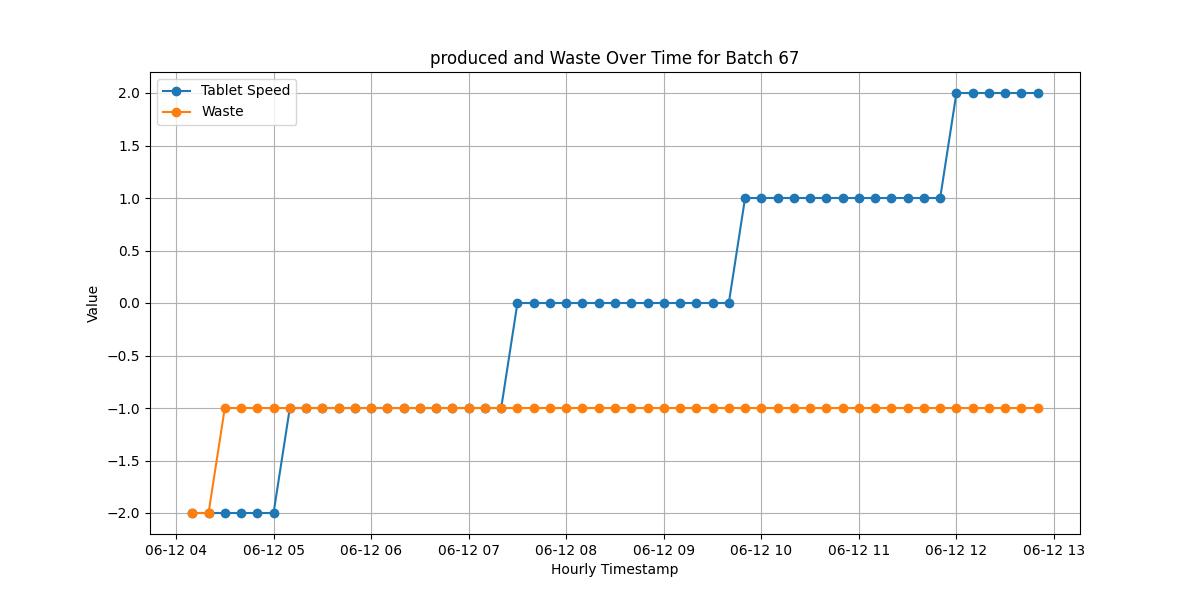 produced and Waste Over Time for Batch 67
Tablet Speed
Waste
2.0
1.5
1.0
0.5
0.0
−0.5
−1.0
−1.5
−2.0
Value
06-12 04 06-12 05 06-12 06 06-12 07 06-12 08 06-12 09 06-12 10 06-12 11 06-12 12 06-12 13
Hourly Timestamp